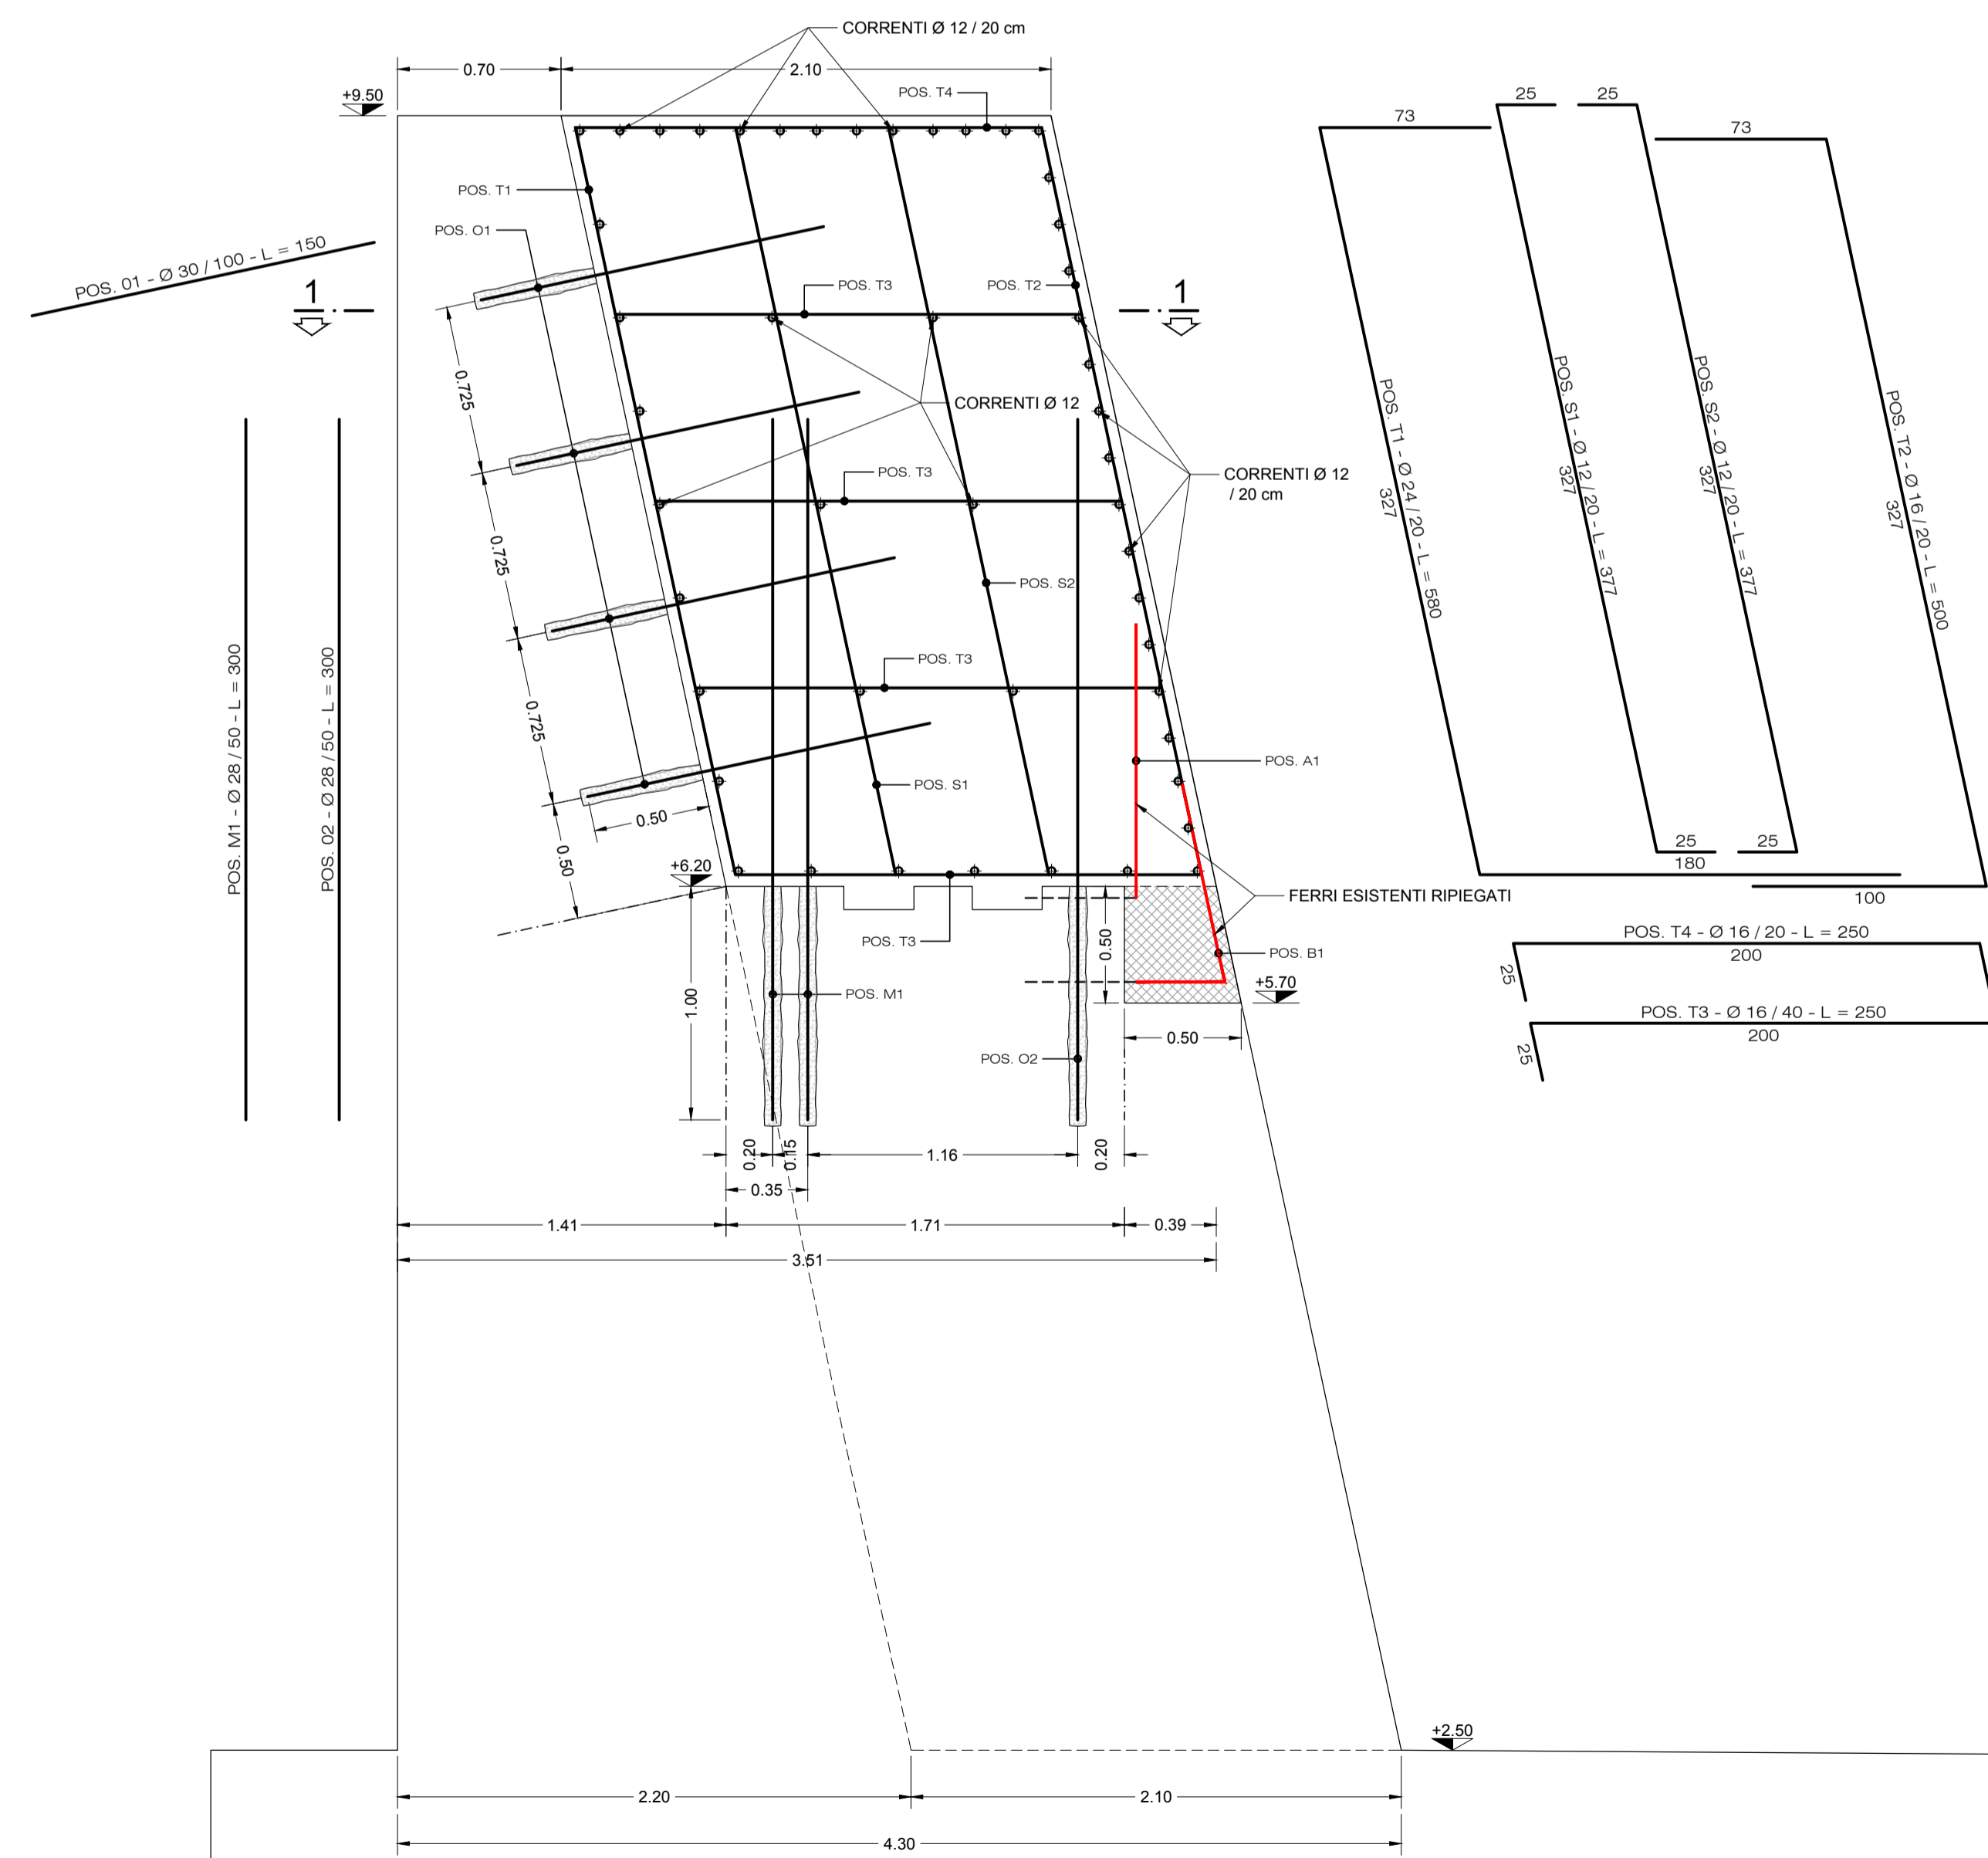 CORRENTI Ø 12 / 20 cm
0.70
2.10
+9.50
POS. T4
73
25
25
73
POS. T1
POS. O1
POS. 01 - Ø 30 / 100 - L = 150
1
POS. T3
POS. T2
1
0.725
CORRENTI Ø 12
POS. T3
CORRENTI Ø 12
/ 20 cm
0.725
POS. S2
POS. T3
0.725
POS. A1
POS. S1
0.50
0.50
+6.20
FERRI ESISTENTI RIPIEGATI
POS. T3
0.50
POS. B1
POS. M1
1.00
+5.70
0.50
POS. O2
0.20
0.15
1.16
0.20
0.35
1.41
1.71
0.39
3.51
POS. M1 - Ø 28 / 50 - L = 300
POS. 02 - Ø 28 / 50 - L = 300
POS. T1 - Ø 24 / 20 - L = 580
327
POS. S1 - Ø 12 / 20 - L = 377
327
POS. S2 - Ø 12 / 20 - L = 377
327
POS. T2 - Ø 16 / 20 - L = 500
327
25
25
180
100
POS. T4 - Ø 16 / 20 - L = 250
200
25
POS. T3 - Ø 16 / 40 - L = 250
200
25
+2.50
2.20
2.10
4.30